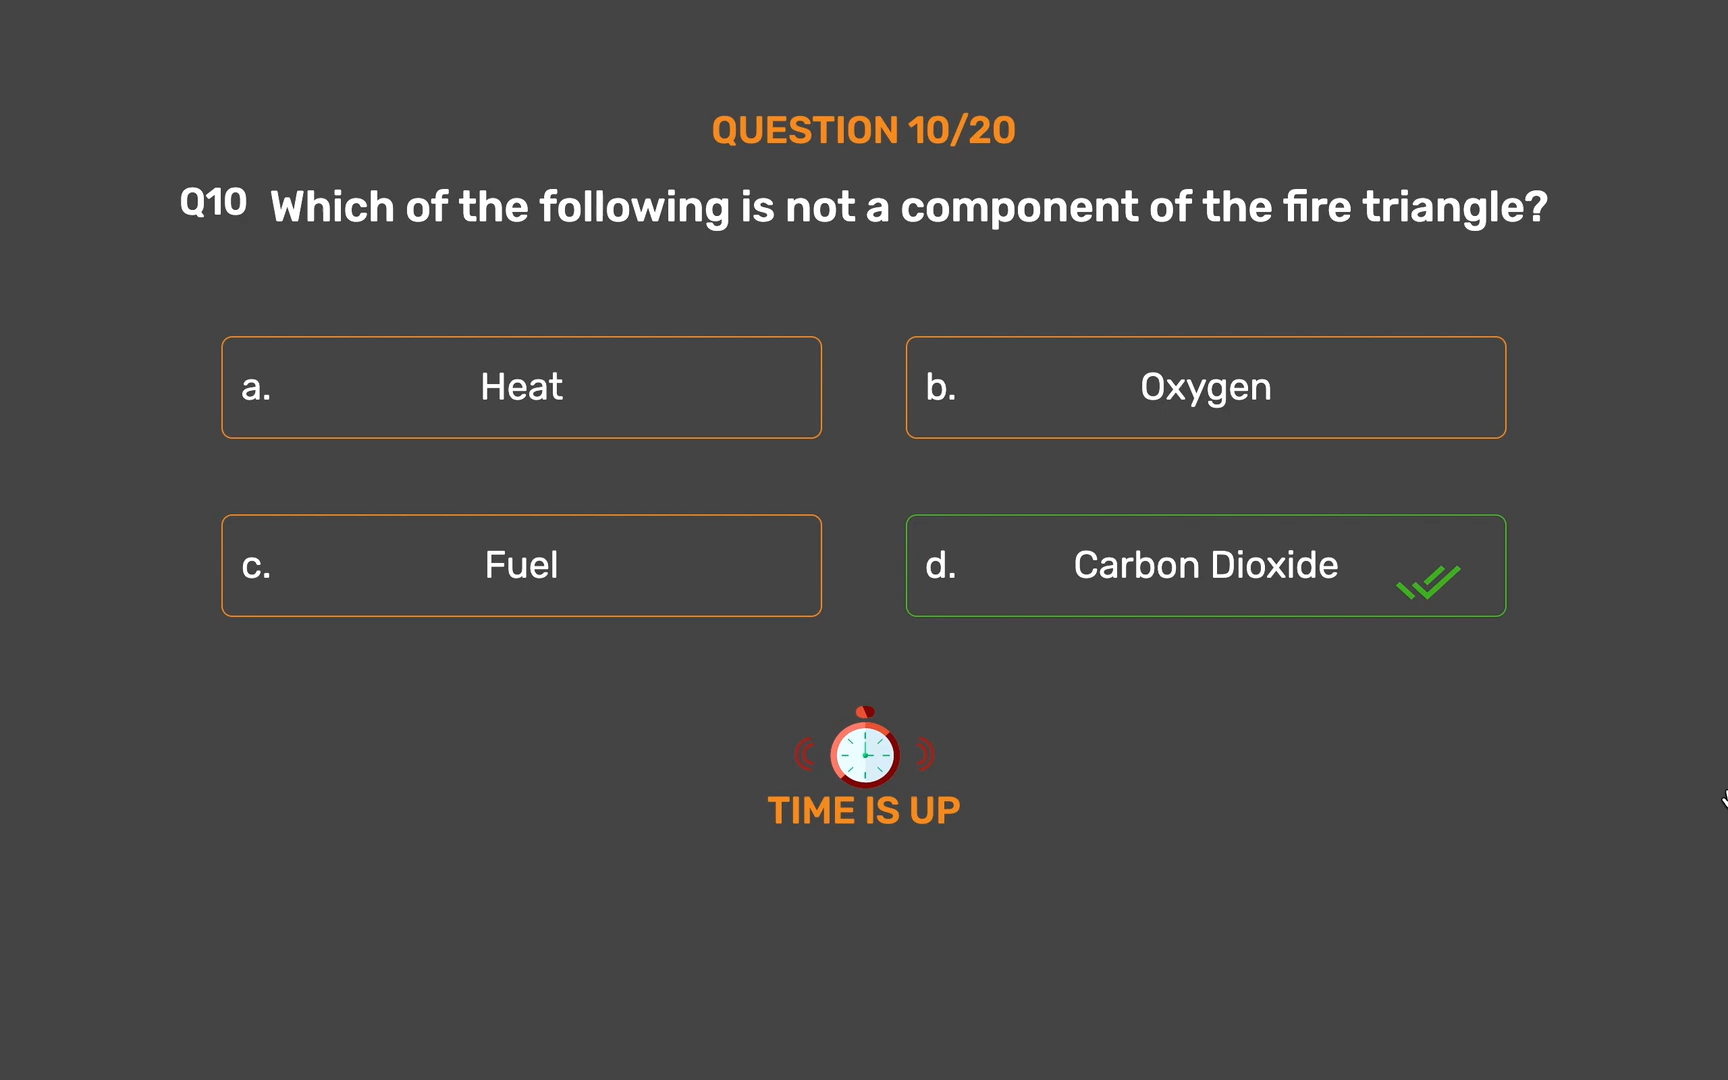 QUESTION 10/20
Q10 Which of the following is not a component of the fire triangle?
a. Heat
b. Oxygen
c. Fuel
d. Carbon Dioxide
TIME IS UP